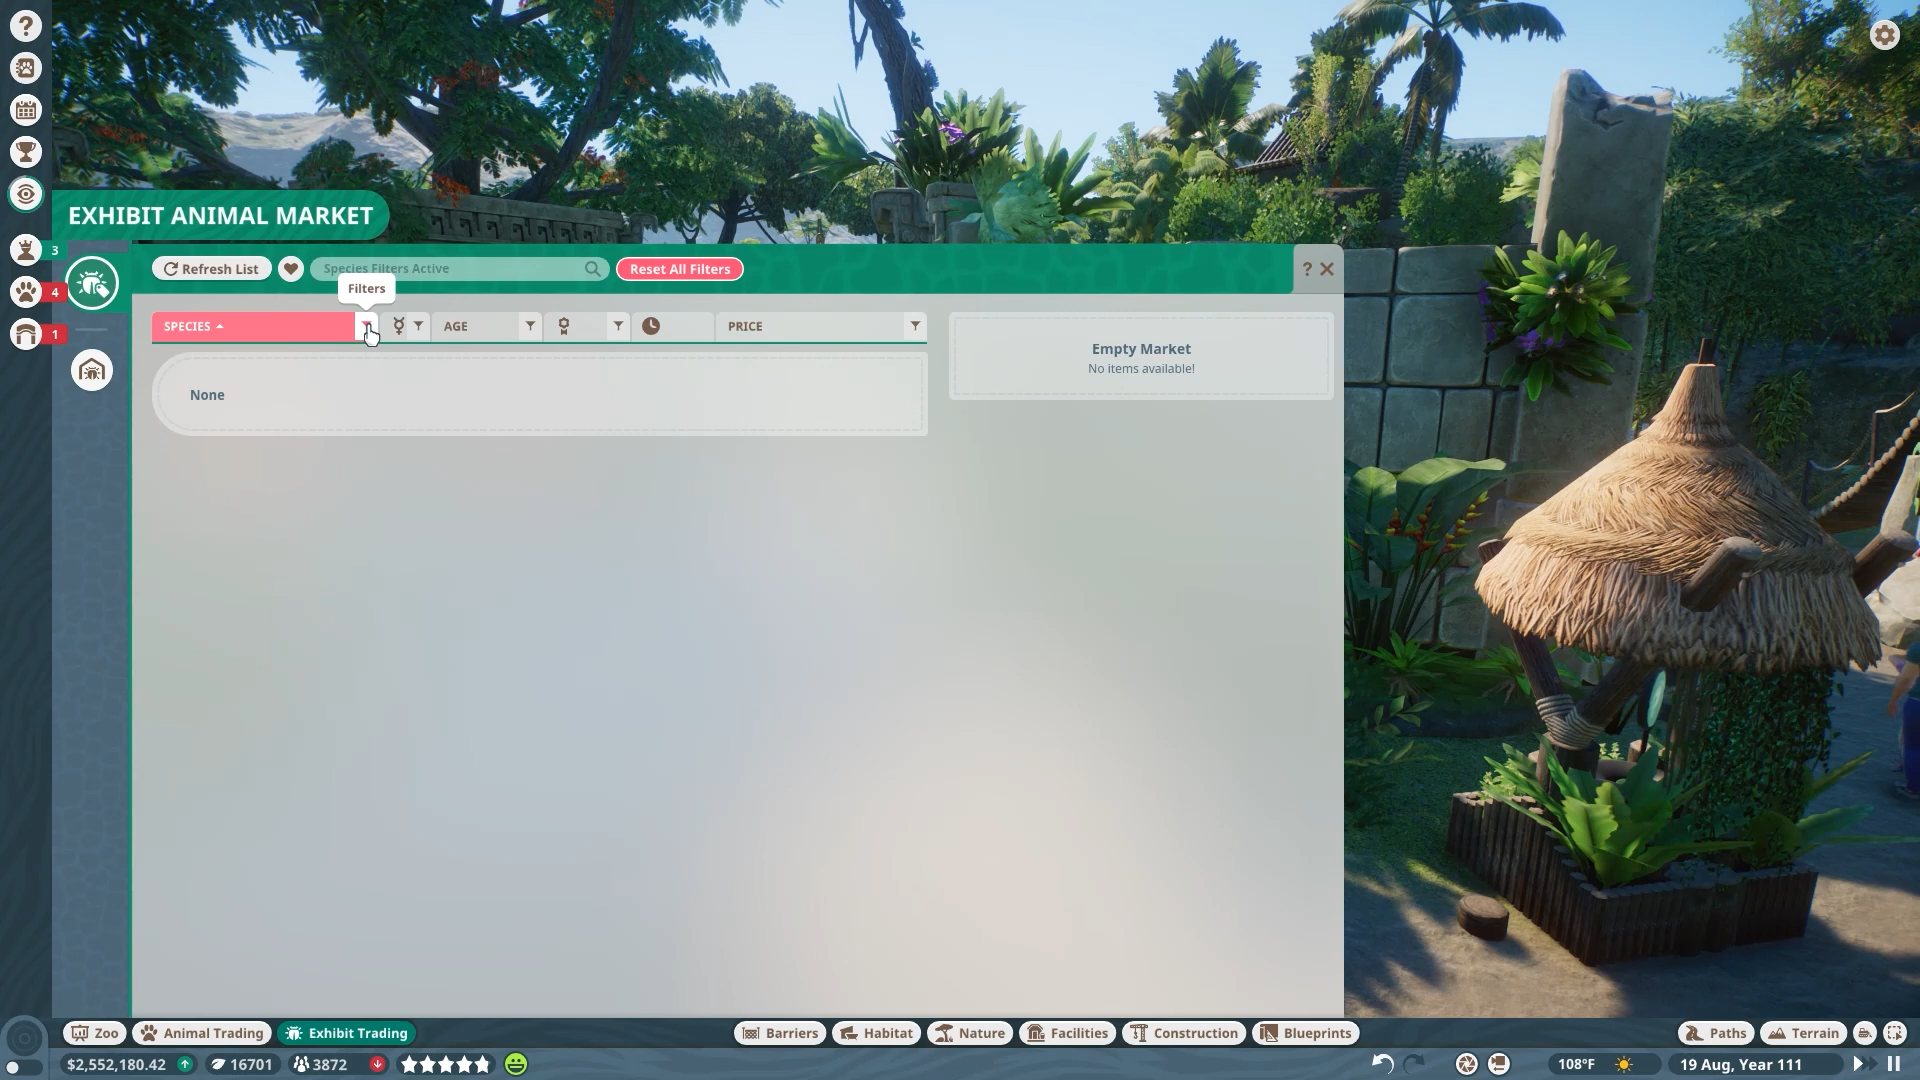 EXHIBIT ANIMAL MARKET
3
4
1
Refresh List
Species Filters Active
Reset All Filters
?
Filters
SPECIES
AGE
PRICE
None
Empty Market
No items available!
Zoo
Animal Trading
Exhibit Trading
Barriers
Habitat
Nature
Facilities
Construction
Blueprints
Paths
Terrain
$2,552,180.42
16701
3872
108°F
19 Aug, Year 111